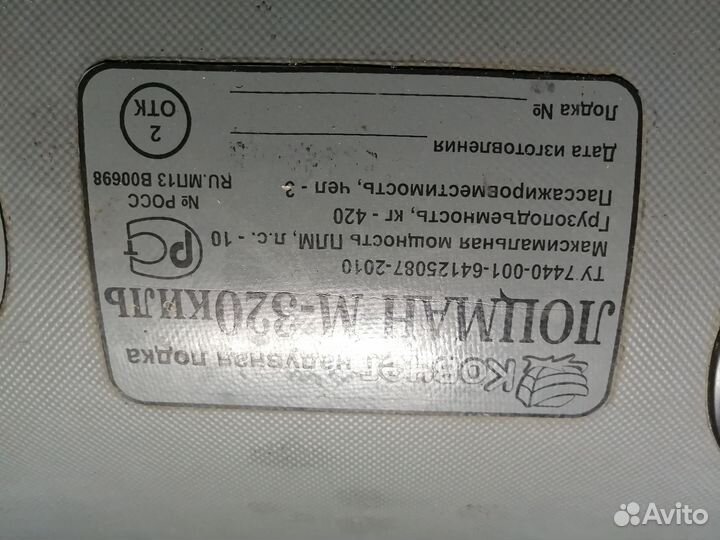 Ковчег надувная лодка
ЛОЦМАН М-320киль
ТУ 7440-001-64125087-2010
Максимальная мощность ПЛМ, л.с. - 10
Грузоподъемность, кг - 420
Пассажировместимость, чел - 3
Дата изготовления
Лодка №
РСТ
№ РОСС
RU.МП13 В00698
2
ОТК
Avito